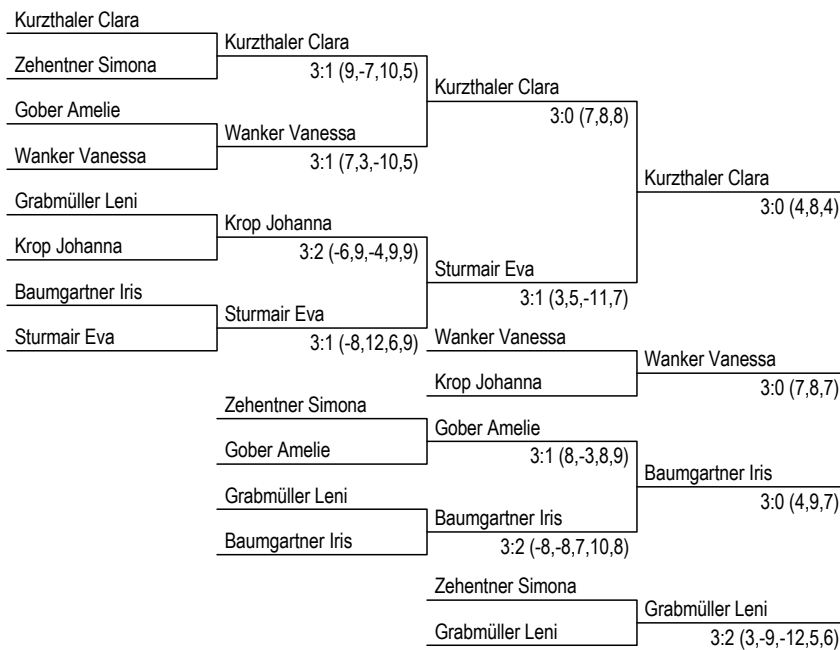 Kurzthaler Clara
Kurzthaler Clara
Zehentner Simona
3:1 (9,-7,10,5)
Kurzthaler Clara
Gober Amelie
3:0 (7,8,8)
Wanker Vanessa
Wanker Vanessa
3:1 (7,3,-10,5)
Kurzthaler Clara
Grabmüller Leni
3:0 (4,8,4)
Krop Johanna
Krop Johanna
3:2 (-6,9,-4,9,9)
Sturmair Eva
Baumgartner Iris
3:1 (3,5,-11,7)
Sturmair Eva
Sturmair Eva
3:1 (-8,12,6,9)
Wanker Vanessa
Wanker Vanessa
Krop Johanna
3:0 (7,8,7)
Zehentner Simona
Gober Amelie
Gober Amelie
3:1 (8,-3,8,9)
Baumgartner Iris
Grabmüller Leni
3:0 (4,9,7)
Baumgartner Iris
Baumgartner Iris
3:2 (-8,-8,7,10,8)
Zehentner Simona
Grabmüller Leni
Grabmüller Leni
3:2 (3,-9,-12,5,6)